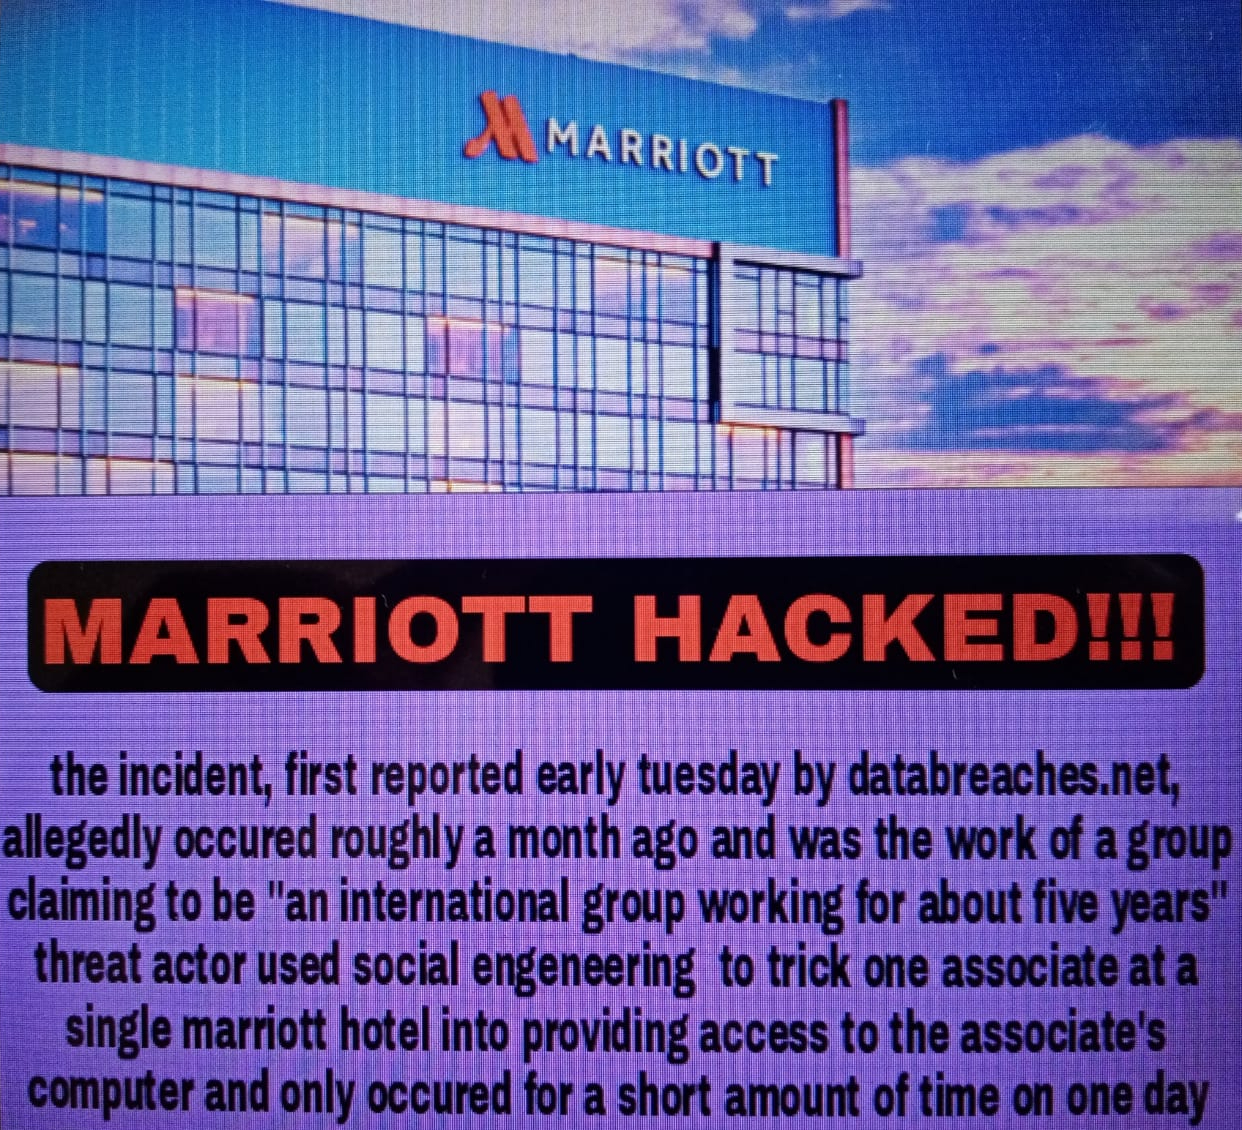 MARRIOTT
MARRIOTT HACKED!!!
the incident, first reported early tuesday by databreaches.net,
allegedly occured roughly a month ago and was the work of a group
claiming to be "an international group working for about five years"
threat actor used social engeneering to trick one associate at a
single marriott hotel into providing access to the associate's
computer and only occured for a short amount of time on one day